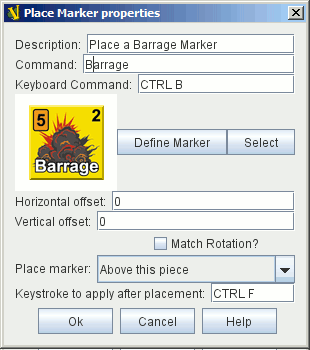 Place Marker properties
Description: Place a Barrage Marker
Command: Barrage
Keyboard Command: CTRL B
5 2
Barrage
Define Marker Select
Horizontal offset: 0
Vertical offset: 0
Match Rotation?
Place marker: Above this piece
Keystroke to apply after placement: CTRL F
Ok Cancel Help